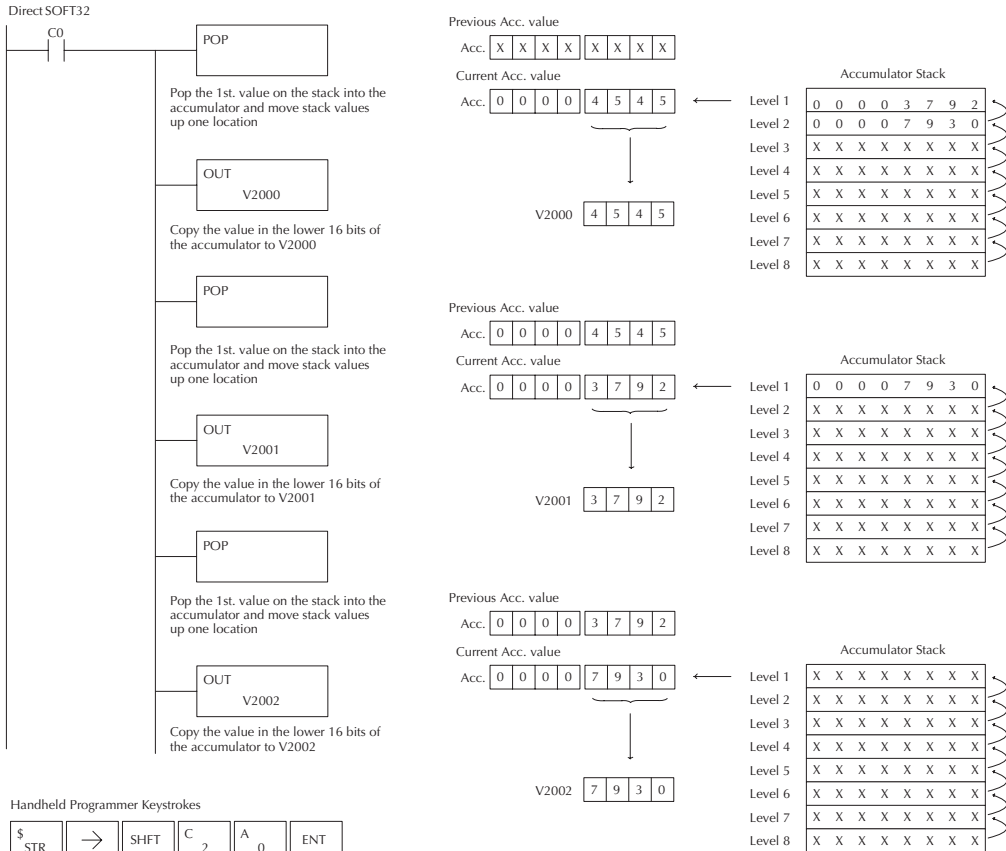 Direct SOFT32
C0
POP
Pop the 1st. value on the stack into the
accumulator and move stack values
up one location
OUT
V2000
Copy the value in the lower 16 bits of
the accumulator to V2000
POP
Pop the 1st. value on the stack into the
accumulator and move stack values
up one location
OUT
V2001
Copy the value in the lower 16 bits of
the accumulator to V2001
POP
Pop the 1st. value on the stack into the
accumulator and move stack values
up one location
OUT
V2002
Copy the value in the lower 16 bits of
the accumulator to V2002
Previous Acc. value
Acc. X X X X X X X X
Current Acc. value
Acc. 0 0 0 0 4 5 4 5
V2000 4 5 4 5
Accumulator Stack
Level 1 0 0 0 0 3 7 9 2
Level 2 0 0 0 0 7 9 3 0
Level 3 X X X X X X X X
Level 4 X X X X X X X X
Level 5 X X X X X X X X
Level 6 X X X X X X X X
Level 7 X X X X X X X X
Level 8 X X X X X X X X
Previous Acc. value
Acc. 0 0 0 0 4 5 4 5
Current Acc. value
Acc. 0 0 0 0 3 7 9 2
V2001 3 7 9 2
Accumulator Stack
Level 1 0 0 0 0 7 9 3 0
Level 2 X X X X X X X X
Level 3 X X X X X X X X
Level 4 X X X X X X X X
Level 5 X X X X X X X X
Level 6 X X X X X X X X
Level 7 X X X X X X X X
Level 8 X X X X X X X X
Previous Acc. value
Acc. 0 0 0 0 3 7 9 2
Current Acc. value
Acc. 0 0 0 0 7 9 3 0
V2002 7 9 3 0
Accumulator Stack
Level 1 X X X X X X X X
Level 2 X X X X X X X X
Level 3 X X X X X X X X
Level 4 X X X X X X X X
Level 5 X X X X X X X X
Level 6 X X X X X X X X
Level 7 X X X X X X X X
Level 8 X X X X X X X X
Handheld Programmer Keystrokes
$ STR → SHFT C 2 A 0 ENT